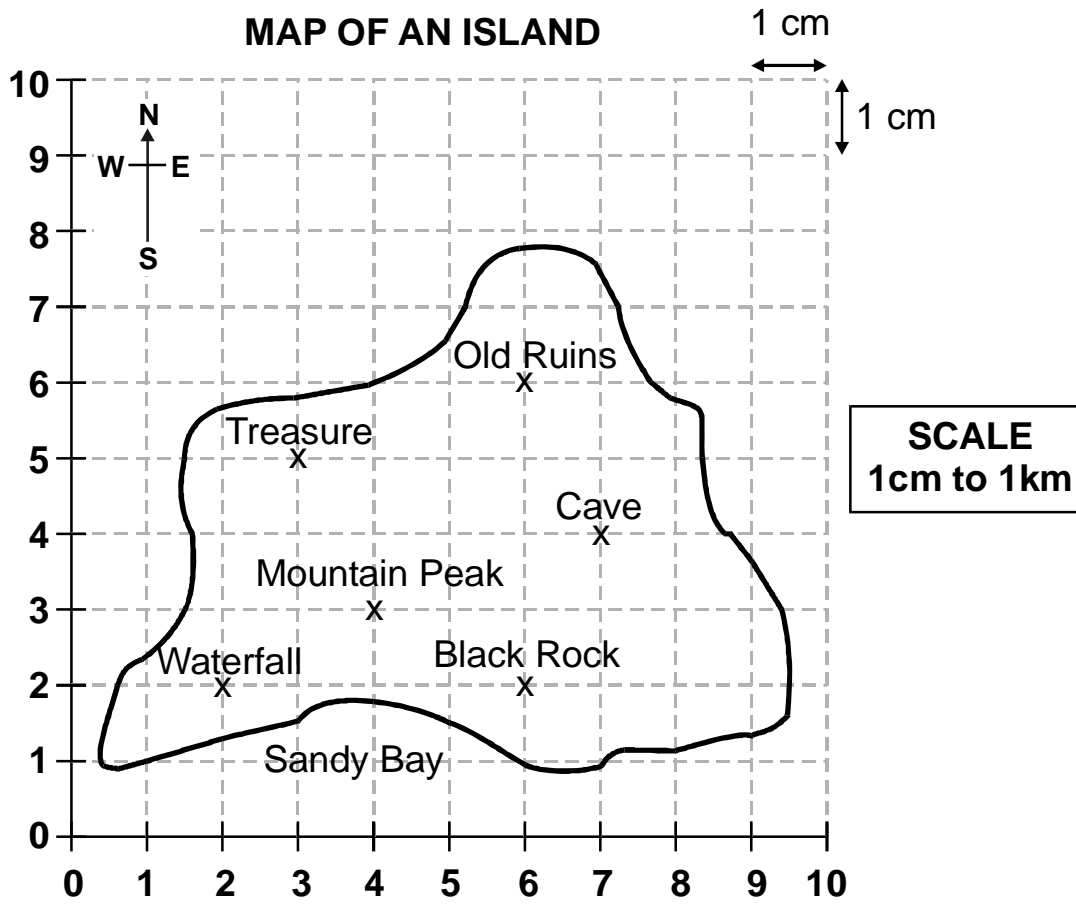 MAP OF AN ISLAND
1 cm
1 cm
10
9
8
7
6
5
4
3
2
1
0
N
W E
S
Old Ruins
X
Treasure
X
Cave
X
Mountain Peak
X
Waterfall
X
Black Rock
X
Sandy Bay
SCALE
1cm to 1km
0 1 2 3 4 5 6 7 8 9 10